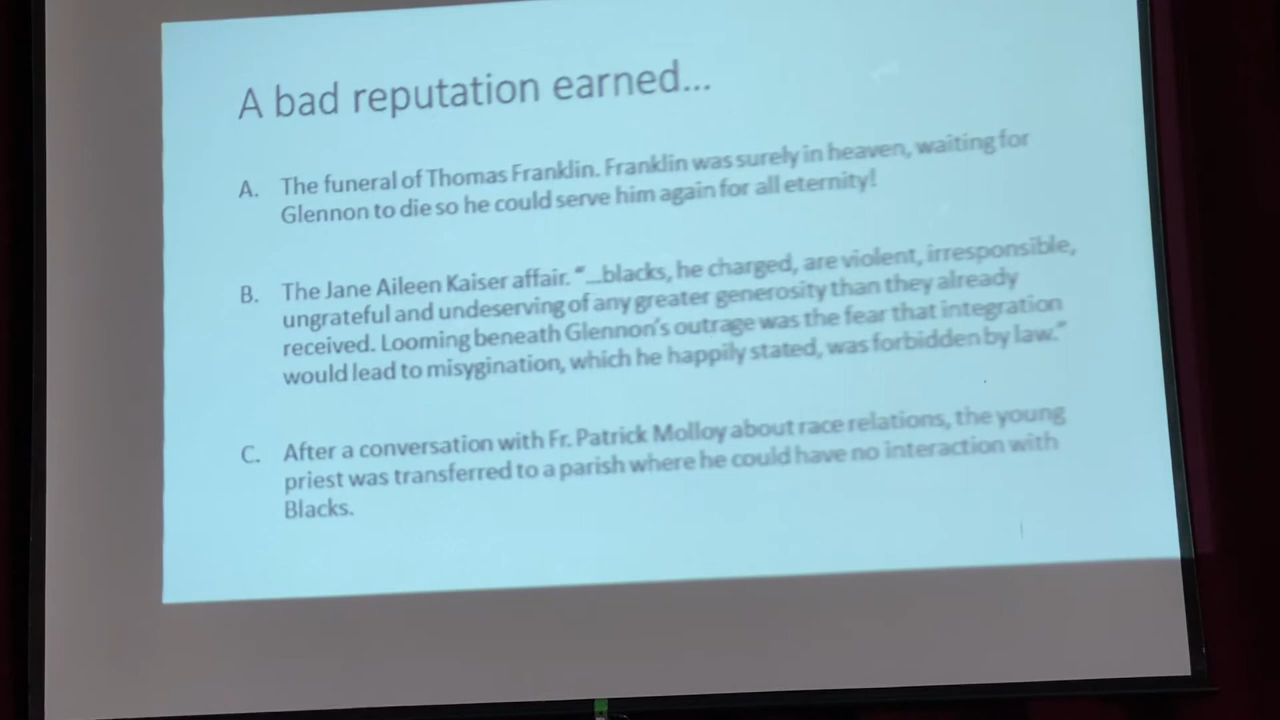 A bad reputation earned...
A. The funeral of Thomas Franklin. Franklin was surely in heaven, waiting for
Glennon to die so he could serve him again for all eternity!
B. The Jane Aileen Kaiser affair. “...blacks, he charged, are violent, irresponsible,
ungrateful and undeserving of any greater generosity than they already
received. Looming beneath Glennon’s outrage was the fear that integration
would lead to misygination, which he happily stated, was forbidden by law.”
C. After a conversation with Fr. Patrick Molloy about race relations, the young
priest was transferred to a parish where he could have no interaction with
Blacks.